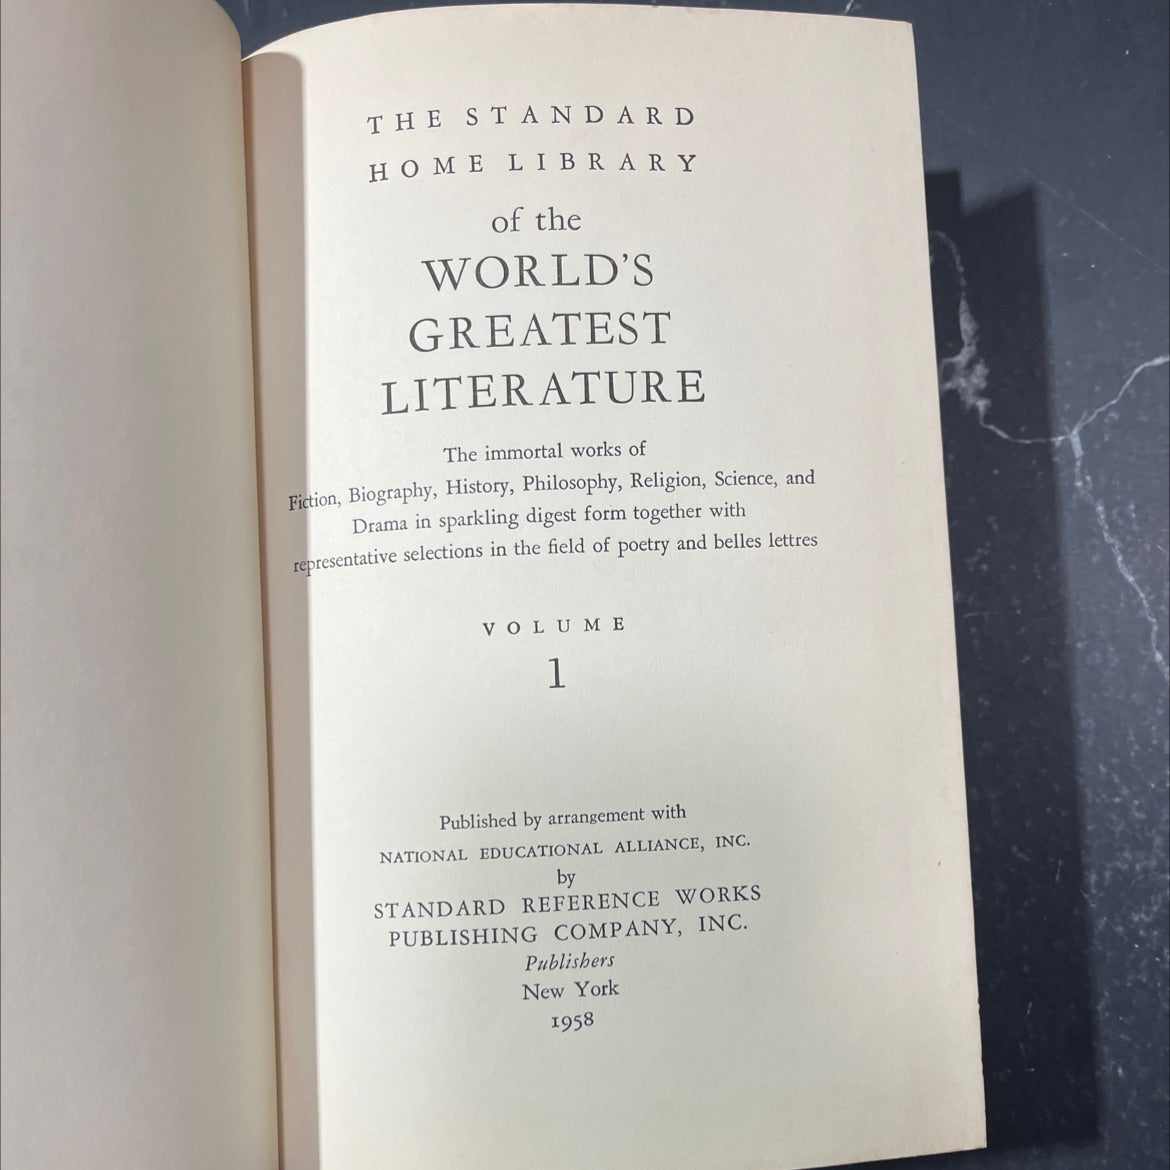 THE STANDARD
HOME LIBRARY
of the
WORLD'S
GREATEST
LITERATURE
The immortal works of
Fiction, Biography, History, Philosophy, Religion, Science, and
Drama in sparkling digest form together with
representative selections in the field of poetry and belles lettres
VOLUME
1
Published by arrangement with
NATIONAL EDUCATIONAL ALLIANCE, INC.
by
STANDARD REFERENCE WORKS
PUBLISHING COMPANY, INC.
Publishers
New York
1958